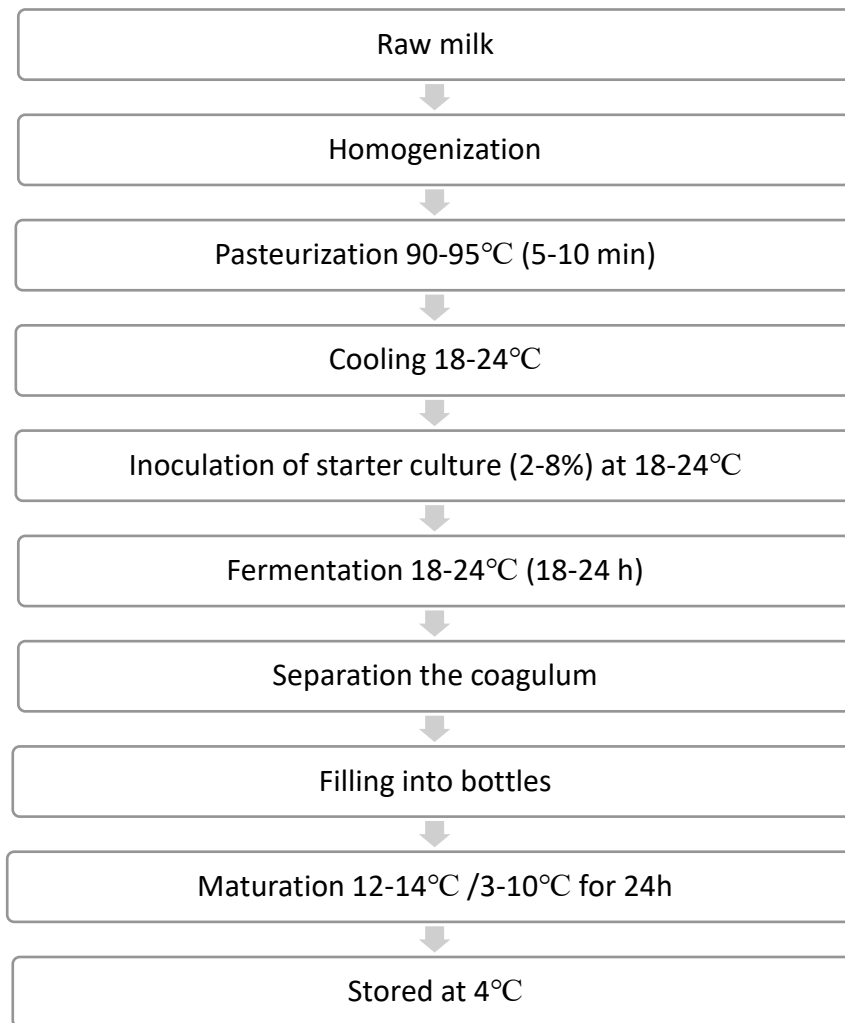 Raw milk
Homogenization
Pasteurization 90-95℃ (5-10 min)
Cooling 18-24℃
Inoculation of starter culture (2-8%) at 18-24℃
Fermentation 18-24℃ (18-24 h)
Separation the coagulum
Filling into bottles
Maturation 12-14℃ /3-10℃ for 24h
Stored at 4℃